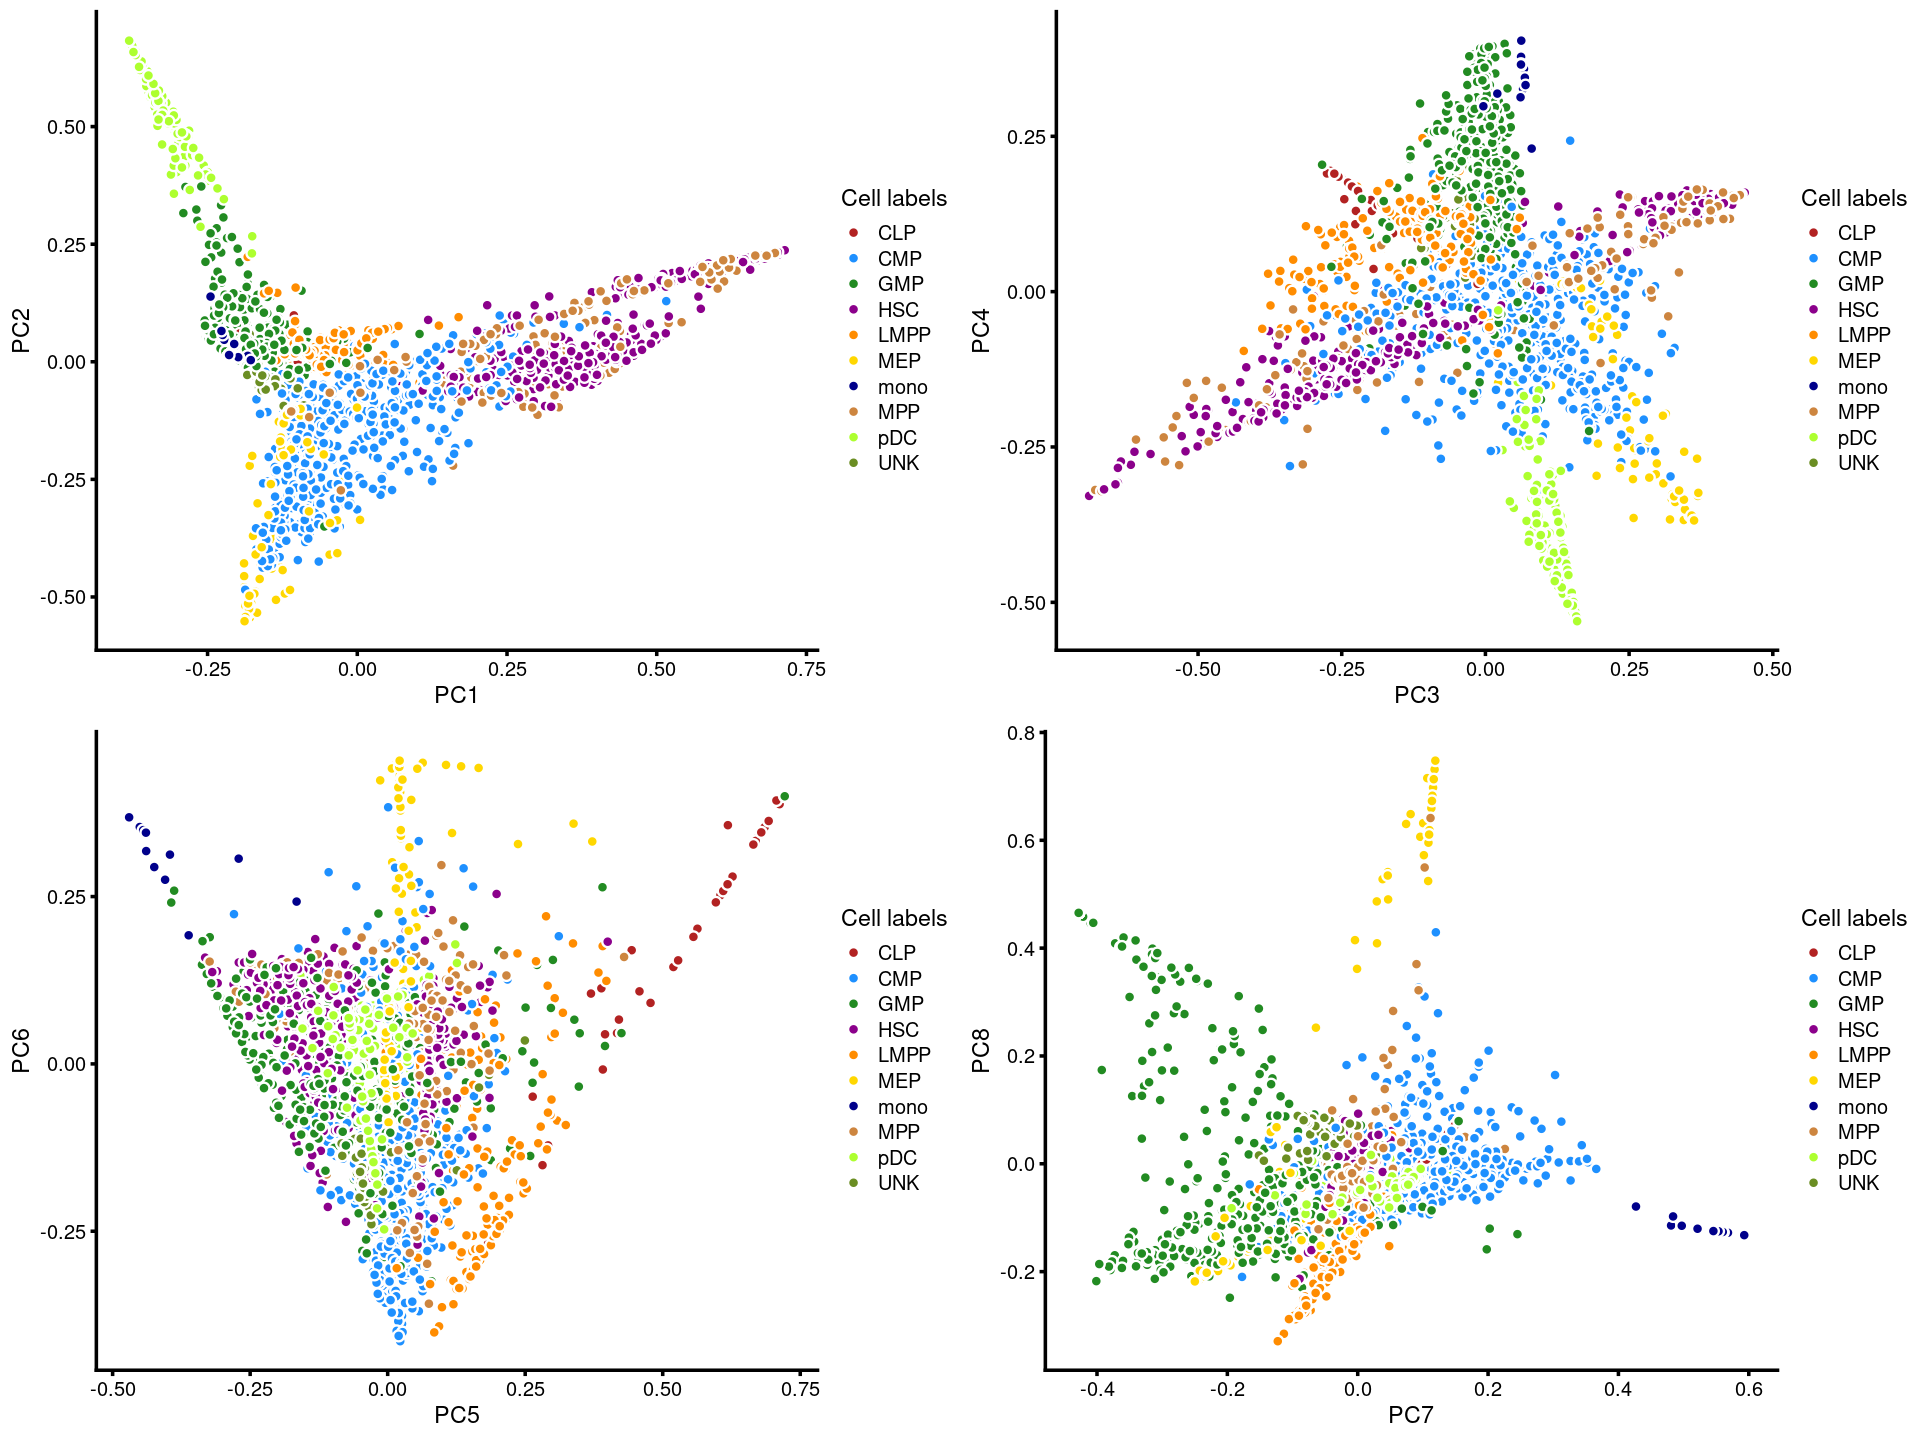 0.50
0.25
0.00
-0.25
-0.50
PC2
-0.25
0.00
0.25
0.50
0.75
PC1
Cell labels
CLP
CMP
GMP
HSC
LMPP
MEP
mono
MPP
pDC
UNK
0.25
0.00
-0.25
-0.50
PC4
-0.50
-0.25
0.00
0.25
0.50
PC3
Cell labels
CLP
CMP
GMP
HSC
LMPP
MEP
mono
MPP
pDC
UNK
0.25
0.00
-0.25
PC6
-0.50
-0.25
0.00
0.25
0.50
0.75
PC5
Cell labels
CLP
CMP
GMP
HSC
LMPP
MEP
mono
MPP
pDC
UNK
0.8
0.6
0.4
0.2
0.0
-0.2
PC8
-0.4
-0.2
0.0
0.2
0.4
0.6
PC7
Cell labels
CLP
CMP
GMP
HSC
LMPP
MEP
mono
MPP
pDC
UNK